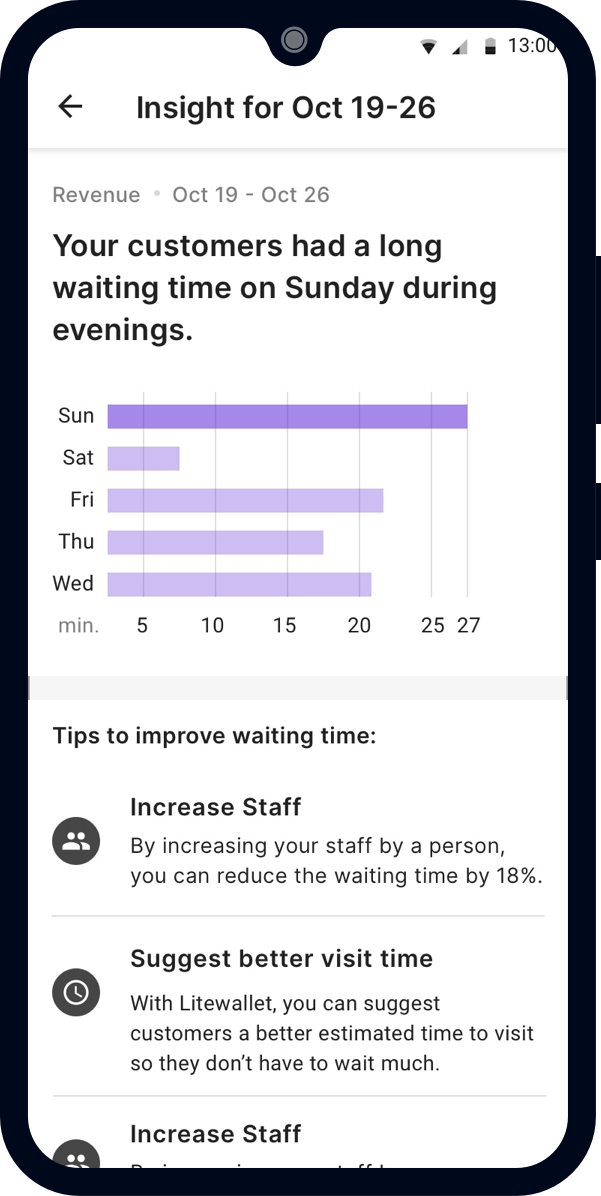 13:00
Insight for Oct 19-26
Revenue • Oct 19 - Oct 26
Your customers had a long
waiting time on Sunday during
evenings.
Sun
Sat
Fri
Thu
Wed
min. 5 10 15 20 25 27
Tips to improve waiting time:
Increase Staff
By increasing your staff by a person,
you can reduce the waiting time by 18%.
Suggest better visit time
With Litewallet, you can suggest
customers a better estimated time to visit
so they don’t have to wait much.
Increase Staff